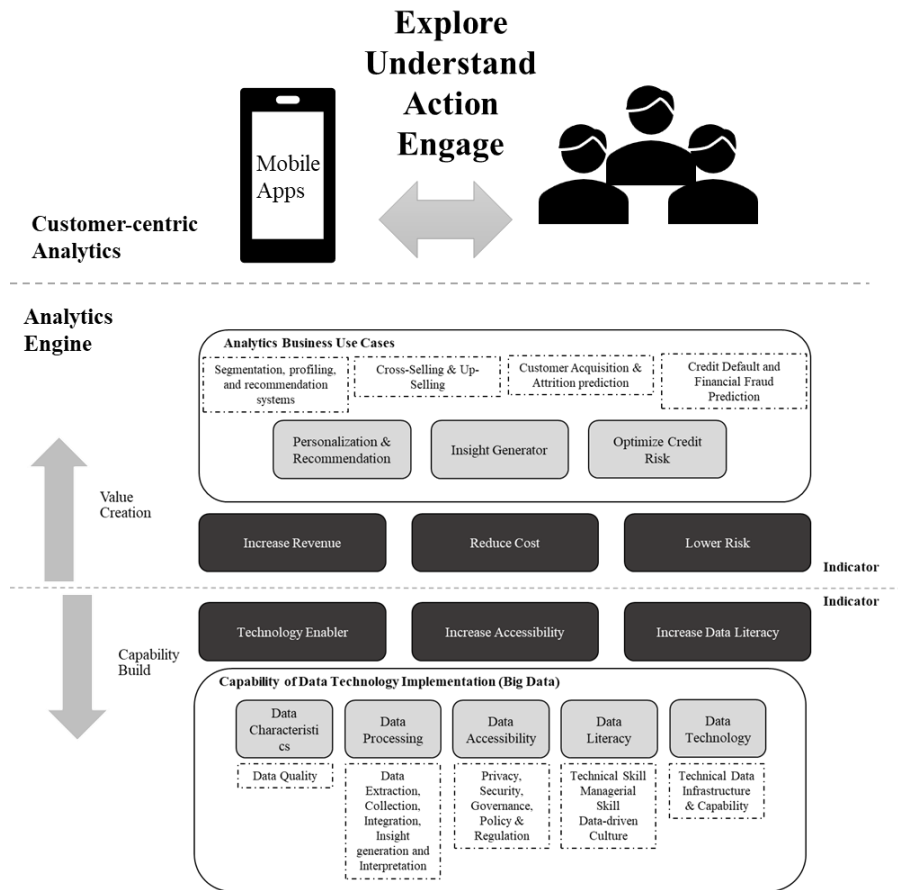 Explore
Understand
Action
Engage
Mobile
Apps
Customer-centric
Analytics
Analytics
Engine
Analytics Business Use Cases
Segmentation, profiling,
and recommendation
systems
Cross-Selling & Up-
Selling
Customer Acquisition &
Attrition prediction
Credit Default and
Financial Fraud
Prediction
Personalization &
Recommendation
Insight Generator
Optimize Credit
Risk
Value
Creation
Increase Revenue
Reduce Cost
Lower Risk
Indicator
Indicator
Technology Enabler
Increase Accessibility
Increase Data Literacy
Capability
Build
Capability of Data Technology Implementation (Big Data)
Data
Characteristi
cs
Data
Processing
Data
Accessibility
Data
Literacy
Data
Technology
Data Quality
Data
Extraction,
Collection,
Integration,
Insight
generation and
Interpretation
Privacy,
Security,
Governance,
Policy &
Regulation
Technical Skill
Managerial
Skill
Data-driven
Culture
Technical Data
Infrastructure
& Capability